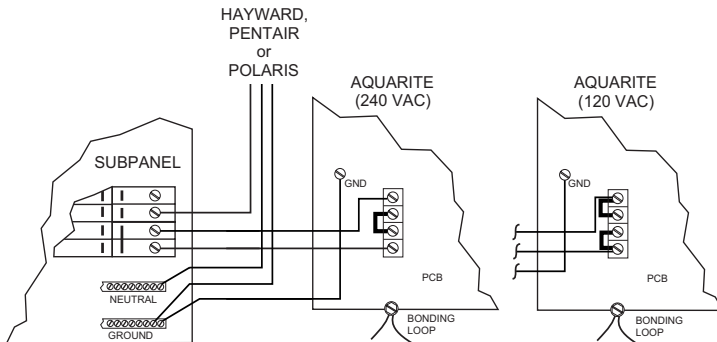 HAYWARD,
PENTAIR
or
POLARIS
AQUARITE
(240 VAC)
AQUARITE
(120 VAC)
SUBPANEL
GND
GND
NEUTRAL
GROUND
PCB
PCB
BONDING
LOOP
BONDING
LOOP